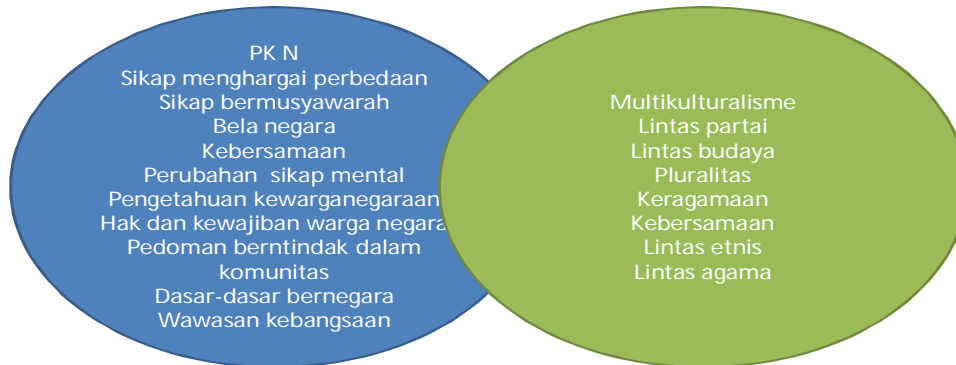 PK N
Sikap menghargai perbedaan
Sikap bermusyawarah
Bela negara
Kebersamaan
Perubahan sikap mental
Pengetahuan kewarganegaraan
Hak dan kewajiban warga negara
Pedoman berntindak dalam
komunitas
Dasar-dasar bernegara
Wawasan kebangsaan
Multikulturalisme
Lintas partai
Lintas budaya
Pluralitas
Keragamaan
Kebersamaan
Lintas etnis
Lintas agama